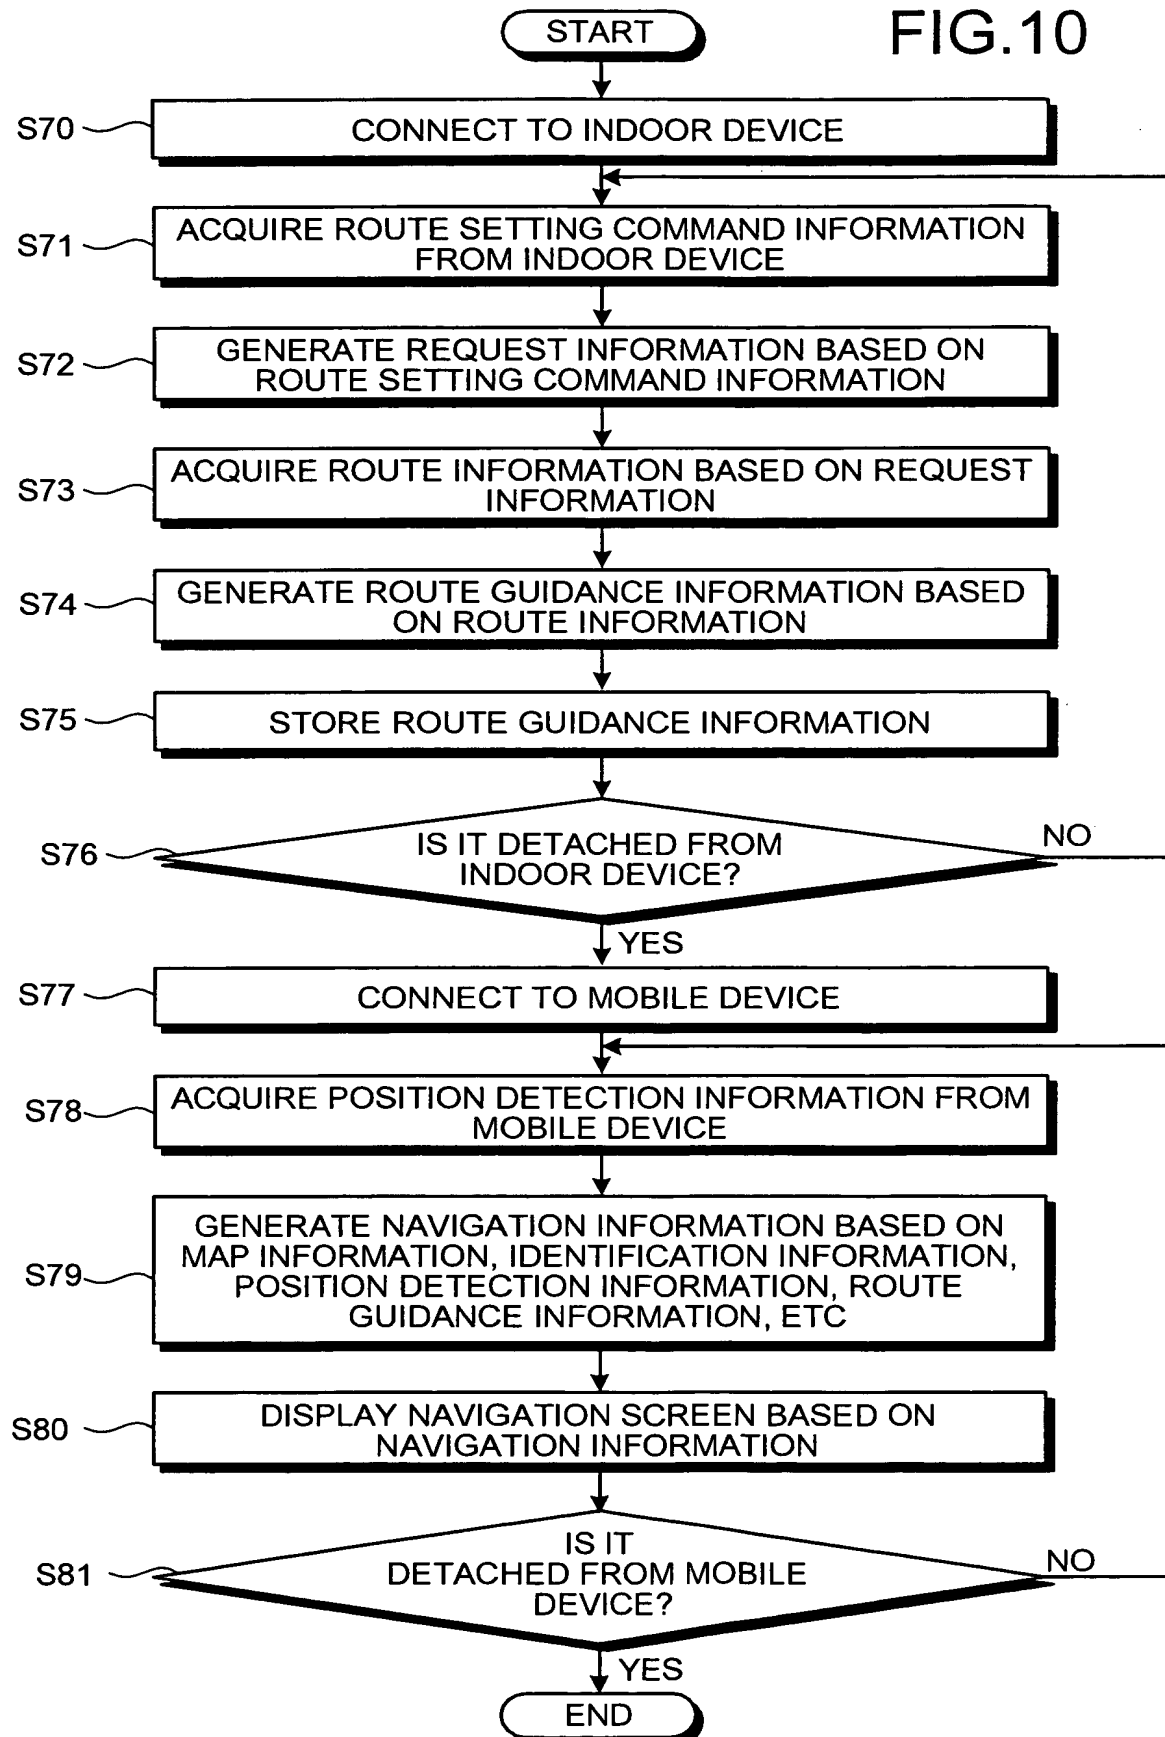 START
FIG.10
S70
CONNECT TO INDOOR DEVICE
S71
ACQUIRE ROUTE SETTING COMMAND INFORMATION
FROM INDOOR DEVICE
S72
GENERATE REQUEST INFORMATION BASED ON
ROUTE SETTING COMMAND INFORMATION
S73
ACQUIRE ROUTE INFORMATION BASED ON REQUEST
INFORMATION
S74
GENERATE ROUTE GUIDANCE INFORMATION BASED
ON ROUTE INFORMATION
S75
STORE ROUTE GUIDANCE INFORMATION
S76
IS IT DETACHED FROM
INDOOR DEVICE?
NO
YES
S77
CONNECT TO MOBILE DEVICE
S78
ACQUIRE POSITION DETECTION INFORMATION FROM
MOBILE DEVICE
S79
GENERATE NAVIGATION INFORMATION BASED ON
MAP INFORMATION, IDENTIFICATION INFORMATION,
POSITION DETECTION INFORMATION, ROUTE
GUIDANCE INFORMATION, ETC
S80
DISPLAY NAVIGATION SCREEN BASED ON
NAVIGATION INFORMATION
S81
IS IT
DETACHED FROM MOBILE
DEVICE?
NO
YES
END